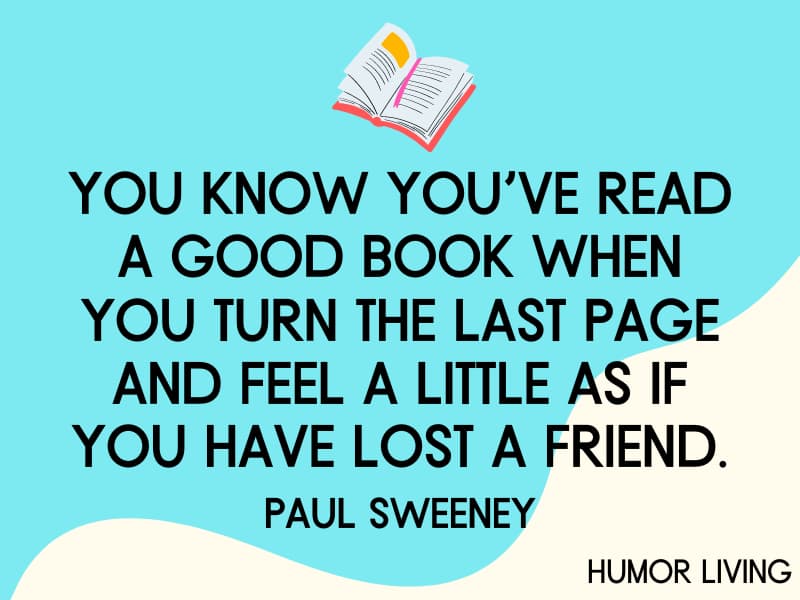 YOU KNOW YOU’VE READ
A GOOD BOOK WHEN
YOU TURN THE LAST PAGE
AND FEEL A LITTLE AS IF
YOU HAVE LOST A FRIEND.
PAUL SWEENEY
HUMOR LIVING